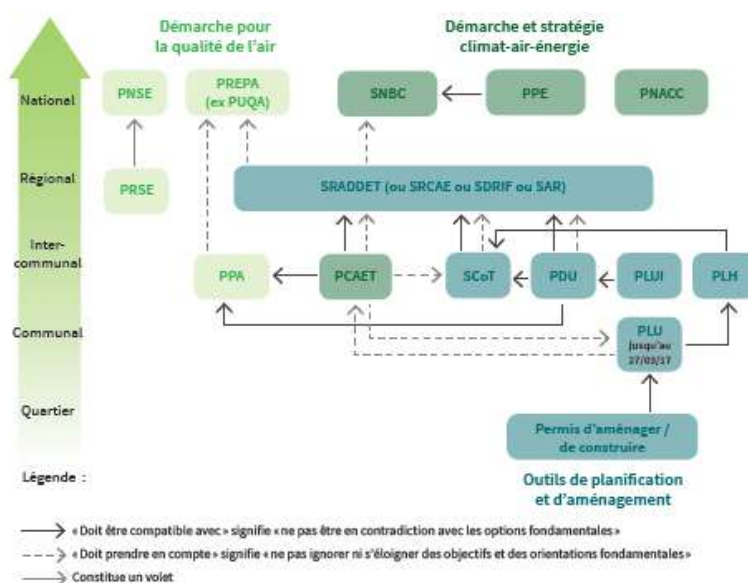 Démarche pour
la qualité de l'air
Démarche et stratégie
climat-air-énergie
National
PNSE
PREPA
(ex PUQA)
SNBC
PPE
PNACC
Régional
PRSE
SRADDET (ou SRCAE ou SDRIF ou SAR)
Inter-
communal
PPA
PCAET
SCoT
PDU
PLUI
PLH
Communal
PLU
Jusqu'au
27/03/17
Quartier
Permis d'aménager /
de construire
Légende :
Outils de planification
et d'aménagement
« Doit être compatible avec » signifie « ne pas être en contradiction avec les options fondamentales »
« Doit prendre en compte » signifie « ne pas ignorer ni s'éloigner des objectifs et des orientations fondamentales »
Constitue un volet